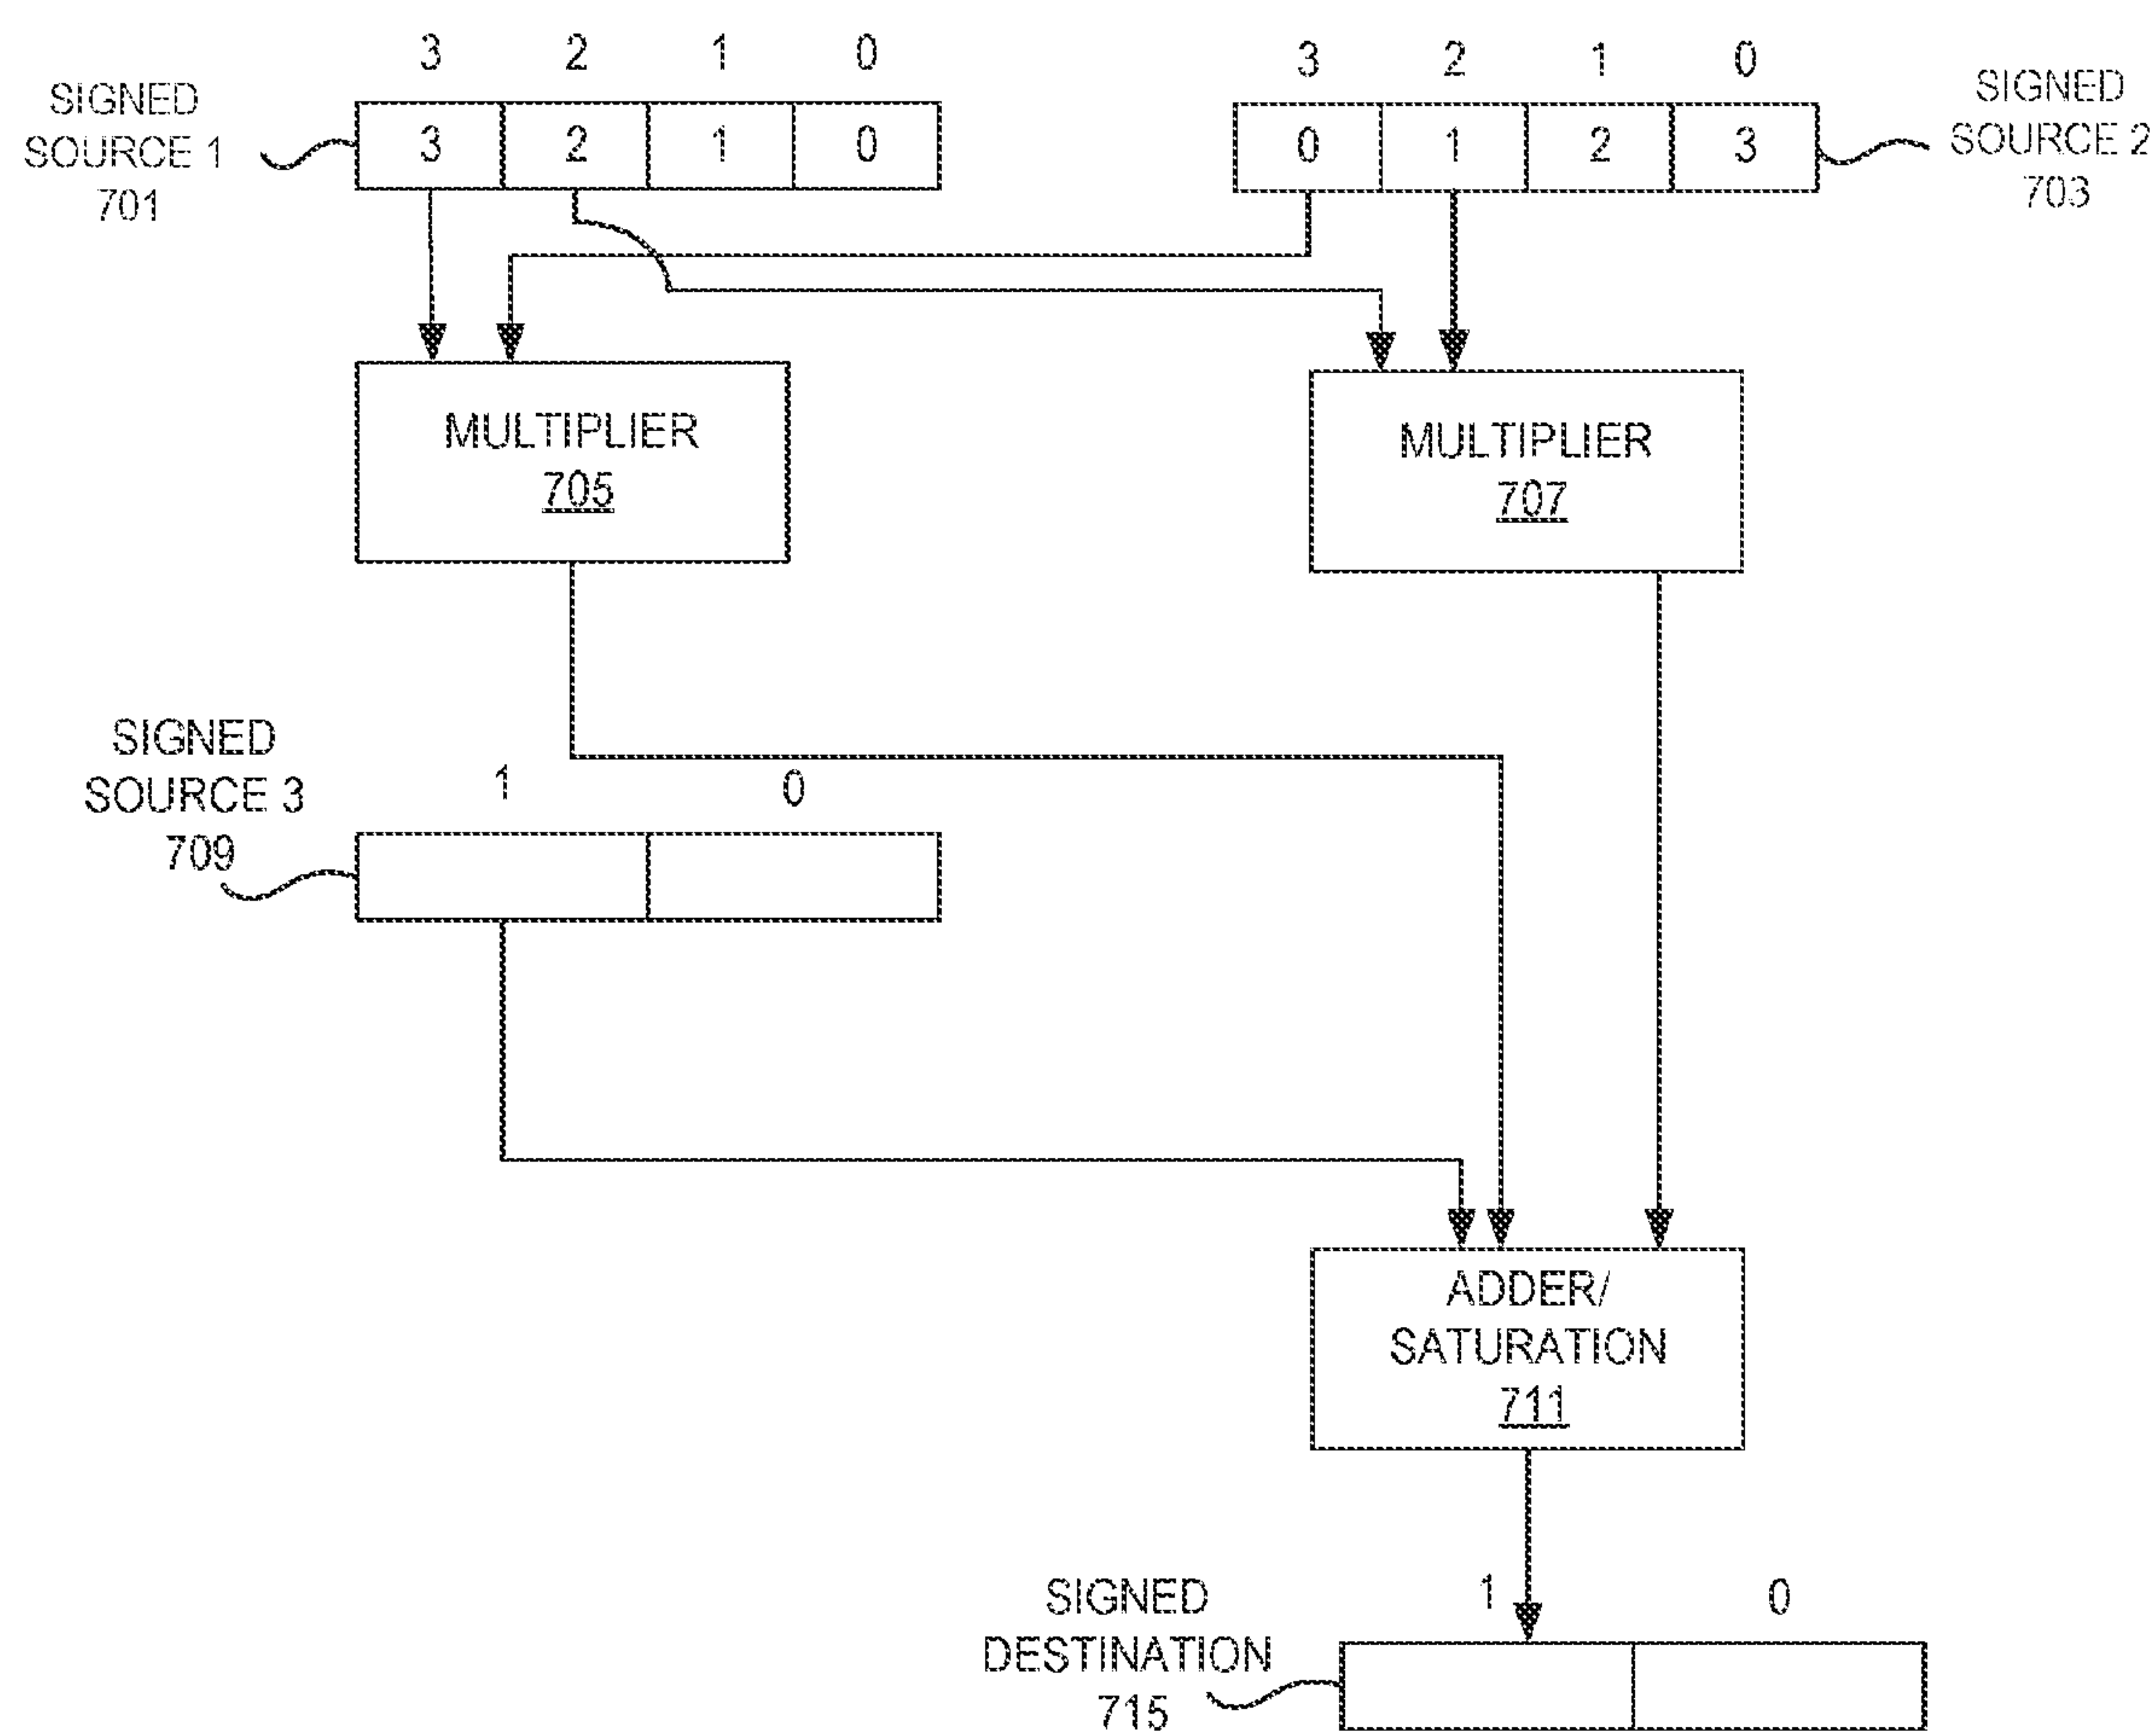 3 2 1 0
3 2 1 0
SIGNED
SOURCE 1
701
3 2 1 0
0 1 2 3
SIGNED
SOURCE 2
703
MULTIPLIER
705
MULTIPLIER
707
SIGNED
SOURCE 3
709
1 0
ADDER/
SATURATION
711
SIGNED
DESTINATION
715
1 0